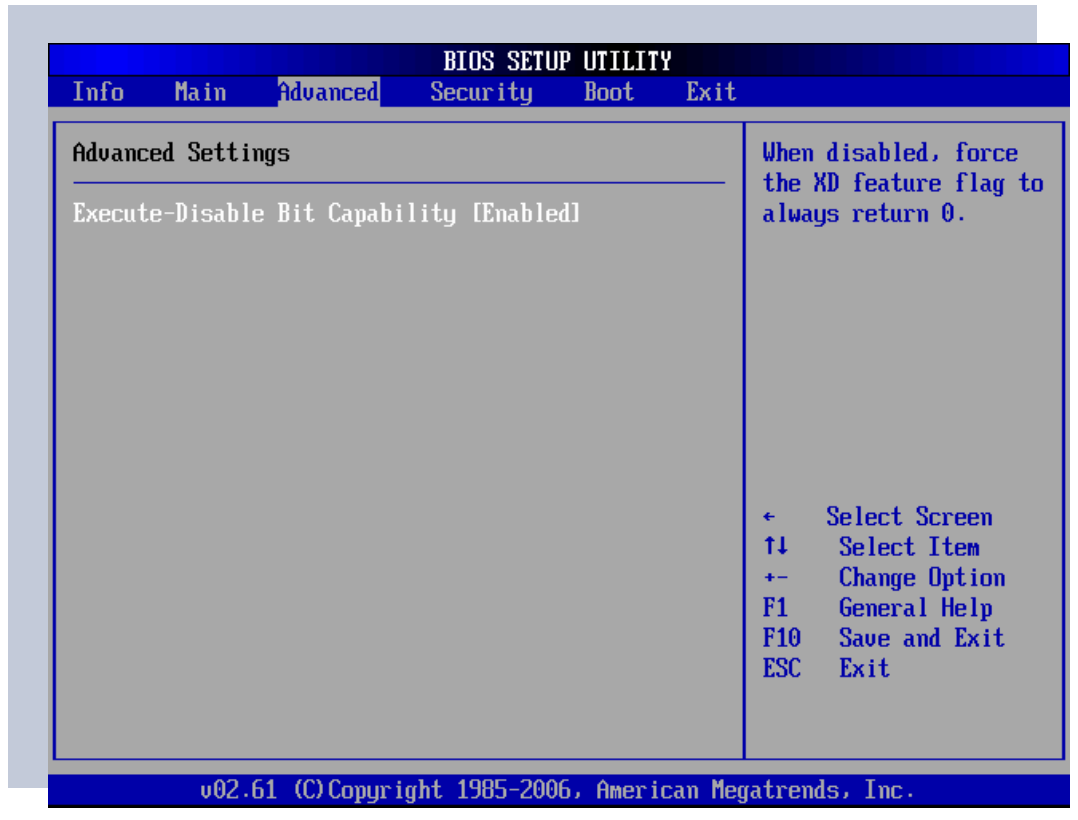 BIOS SETUP UTILITY
Info Main Advanced Security Boot Exit
Advanced Settings
Execute-Disable Bit Capability [Enabled]
When disabled, force
the XD feature flag to
always return 0.
← Select Screen
↑↓ Select Item
+- Change Option
F1 General Help
F10 Save and Exit
ESC Exit
v02.61 (C)Copyright 1985-2006, American Megatrends, Inc.